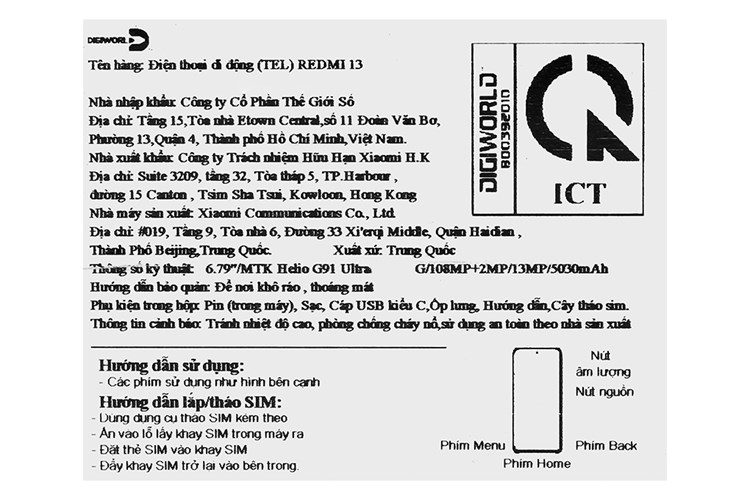 DIGIWORLD
Tên hàng: Điện thoại di động (TEL) REDMI 13
Nhà nhập khẩu: Công ty Cổ Phần Thế Giới Số
Địa chỉ: Tầng 15,Tòa nhà Etown Central,số 11 Đoàn Văn Bơ,
Phường 13,Quận 4, Thành phố Hồ Chí Minh,Việt Nam.
Nhà xuất khẩu: Công ty Trách nhiệm Hữu Hạn Xiaomi H.K
Địa chỉ: Suite 3209, tầng 32, Tòa tháp 5, TP.Harbour ,
đường 15 Canton , Tsim Sha Tsui, Kowloon, Hong Kong
Nhà máy sản xuất: Xiaomi Communications Co., Ltd.
Địa chỉ: #019, Tầng 9, Tòa nhà 6, Đường 33 Xi'erqi Middle, Quận Haidian ,
Thành Phố Beijing,Trung Quốc. Xuất xứ: Trung Quốc
Thông số kỹ thuật: 6.79"/MTK Helio G91 Ultra G/108MP+2MP/13MP/5030mAh
Hướng dẫn bảo quản: Để nơi khô ráo , thoáng mát
Phụ kiện trong hộp: Pin (trong máy), Sạc, Cáp USB kiểu C,Ốp lưng, Hướng dẫn,Cây tháo sim.
Thông tin cảnh báo: Tránh nhiệt độ cao, phòng chống cháy nổ,sử dụng an toàn theo nhà sản xuất
DIGIWORLD
B00392010
ICT
Hướng dẫn sử dụng:
- Các phím sử dụng như hình bên cạnh
Hướng dẫn lắp/tháo SIM:
- Dùng dụng cụ tháo SIM kèm theo
- Ấn vào lỗ lấy khay SIM trong máy ra
- Đặt thẻ SIM vào khay SIM
- Đẩy khay SIM trở lại vào bên trong.
Nút
âm lượng
Nút nguồn
Phím Menu
Phím Back
Phím Home